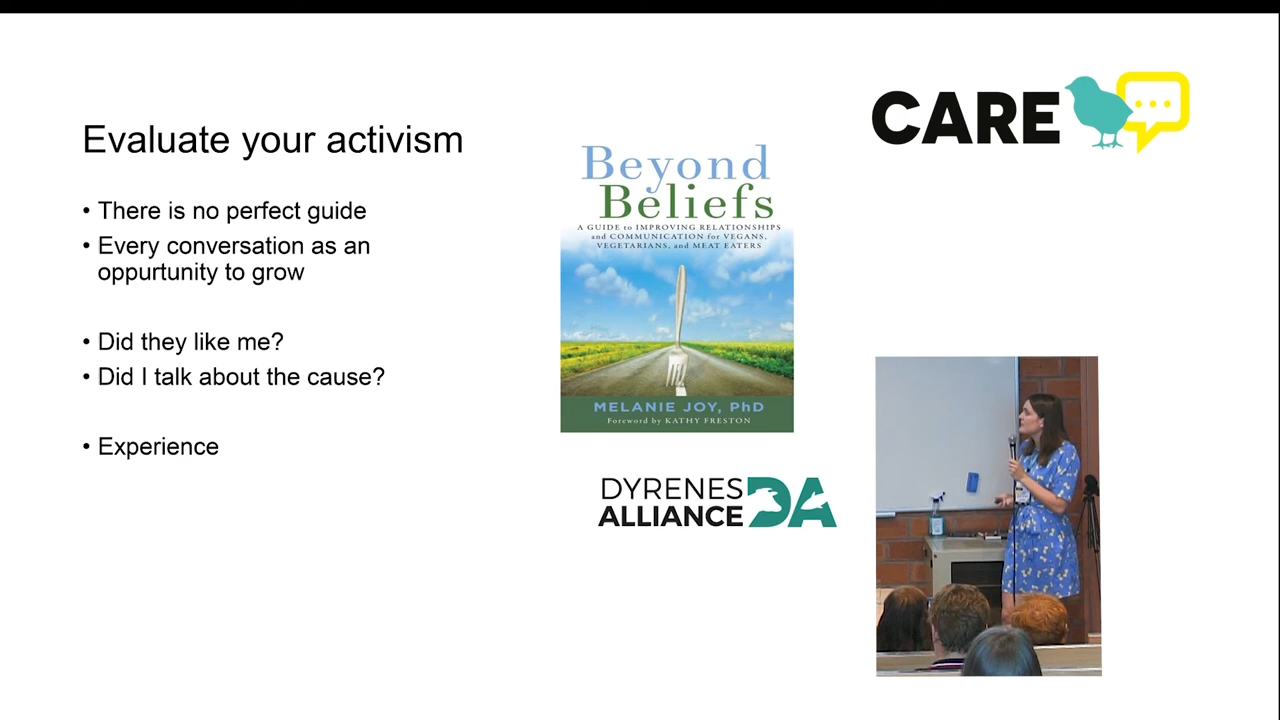 CARE
Evaluate your activism
• There is no perfect guide
• Every conversation as an
oppurtunity to grow
• Did they like me?
• Did I talk about the cause?
• Experience
Beyond
Beliefs
A GUIDE to IMPROVING RELATIONSHIPS
and COMMUNICATION for VEGANS,
VEGETARIANS, and MEAT EATERS
MELANIE JOY, PhD
Foreword by KATHY FRESTON
DYRENES
ALLIANCE DA